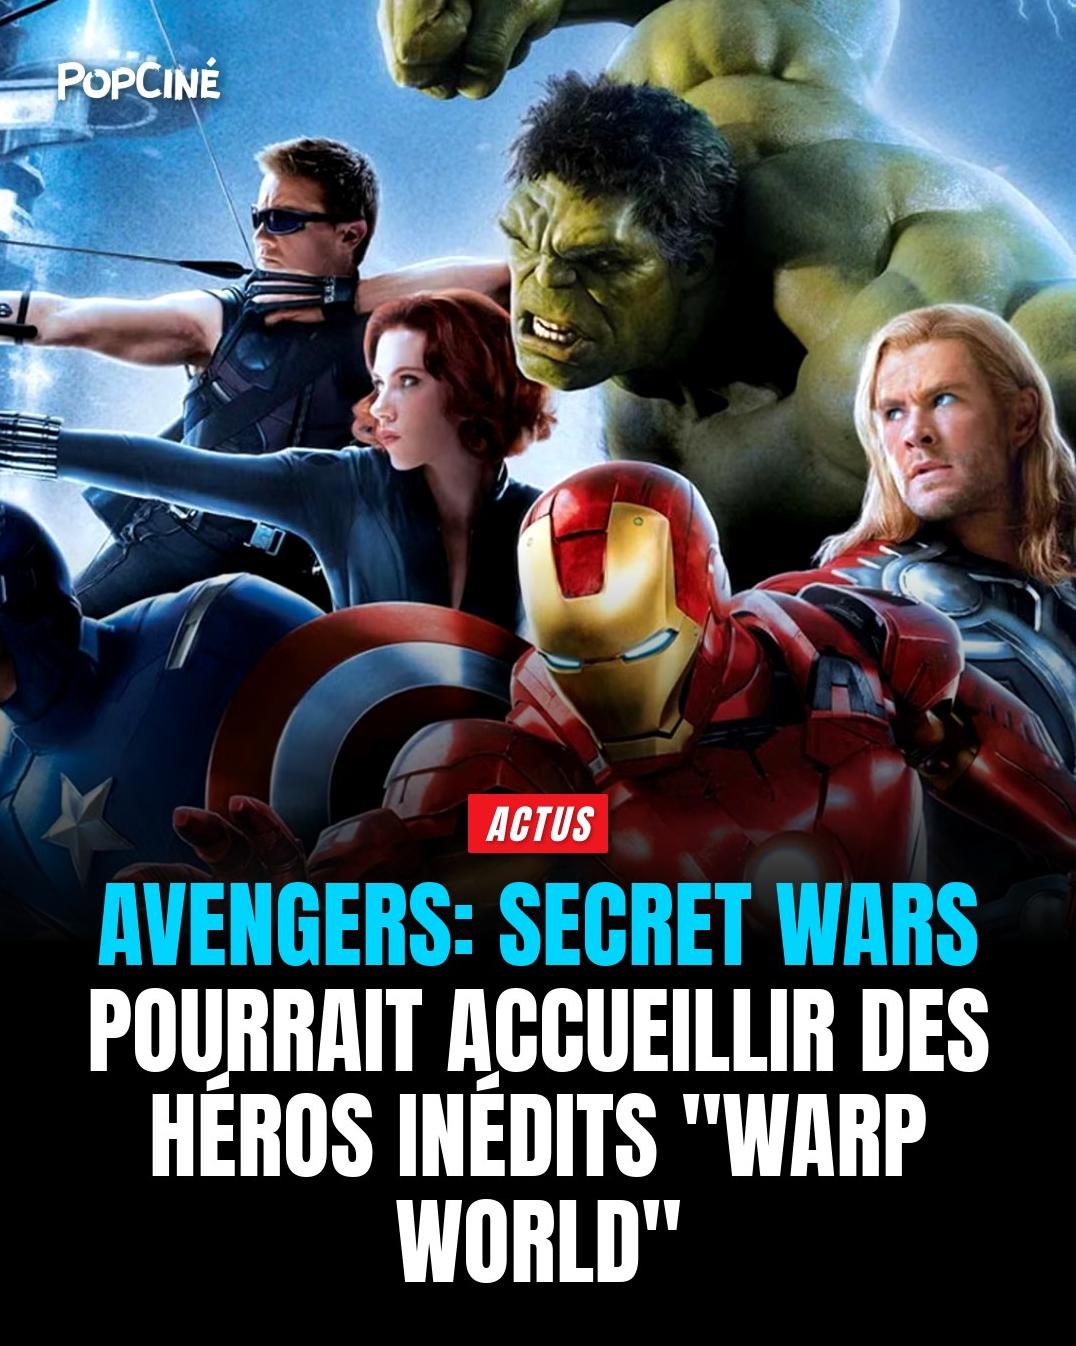 POPCINÉ
ACTUS
AVENGERS: SECRET WARS
POURRAIT ACCUEILLIR DES
HÉROS INÉDITS "WARP
WORLD"